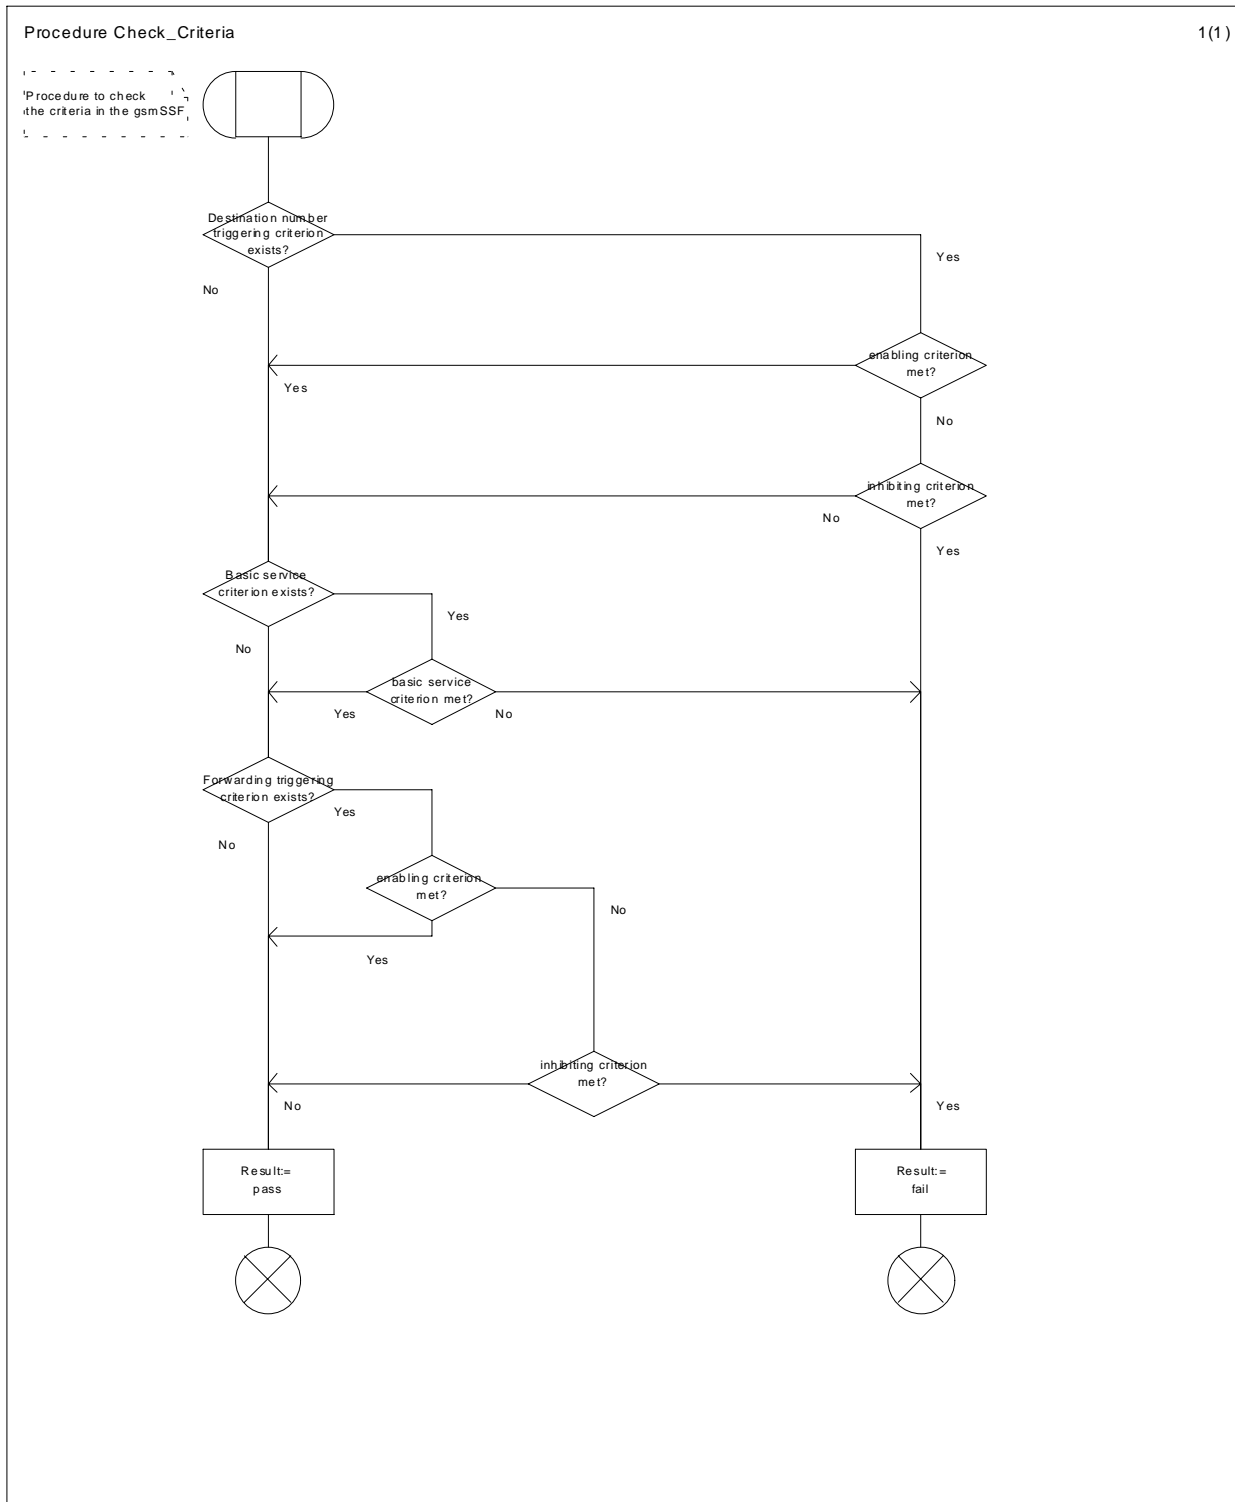 Procedure Check_Criteria
1(1)
Procedure to check
the criteria in the gsmSSF
Destination number
triggering criterion
exists?
Yes
No
enabling criterion
met?
Yes
No
inhibiting criterion
met?
No
Yes
Basic service
criterion exists?
Yes
No
basic service
criterion met?
Yes
No
Forwarding triggering
criterion exists?
Yes
No
enabling criterion
met?
No
Yes
inhibiting criterion
met?
No
Yes
Result:=
pass
Result:=
fail